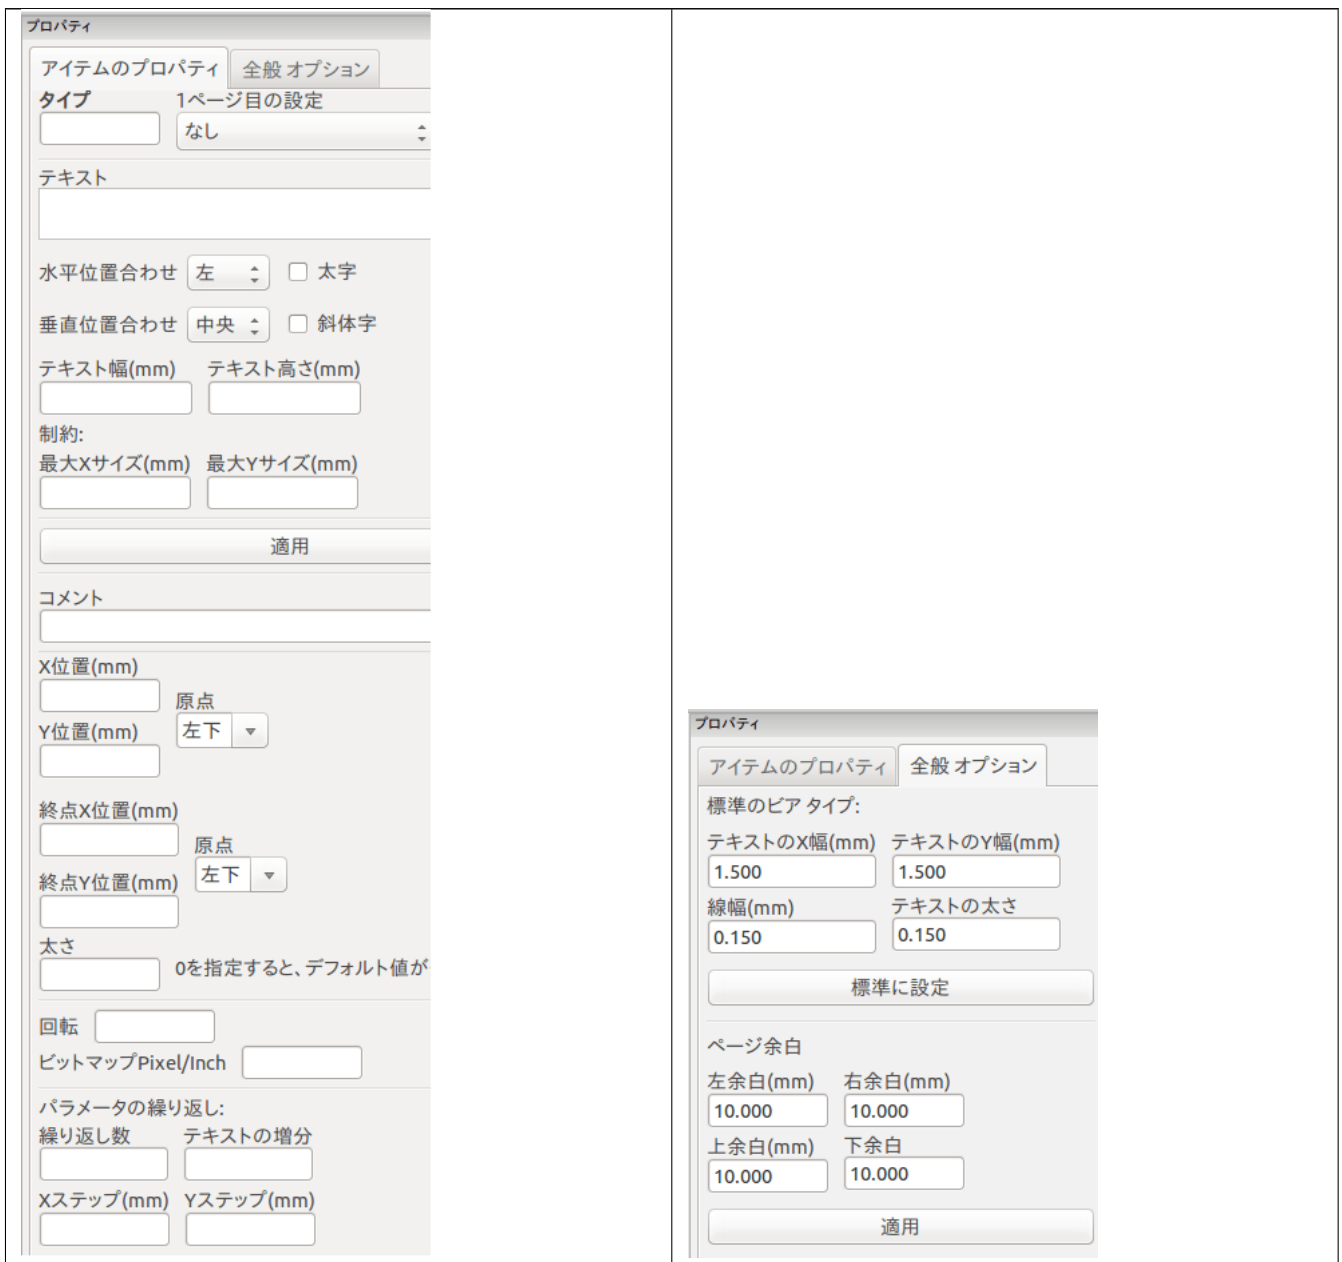 プロパティ
アイテムのプロパティ 全般 オプション
タイプ 1ページ目の設定
なし
テキスト
水平位置合わせ 左 太字
垂直位置合わせ 中央 斜体字
テキスト幅(mm) テキスト高さ(mm)
制約:
最大Xサイズ(mm) 最大Yサイズ(mm)
適用
コメント
X位置(mm)
原点
Y位置(mm) 左下
終点X位置(mm)
原点
終点Y位置(mm) 左下
太さ
0を指定すると、デフォルト値が
回転
ビットマップPixel/Inch
パラメータの繰り返し:
繰り返し数 テキストの増分
Xステップ(mm) Yステップ(mm)
プロパティ
アイテムのプロパティ 全般 オプション
標準のビア タイプ:
テキストのX幅(mm) テキストのY幅(mm)
1.500 1.500
線幅(mm) テキストの太さ
0.150 0.150
標準に設定
ページ余白
左余白(mm) 右余白(mm)
10.000 10.000
上余白(mm) 下余白
10.000 10.000
適用